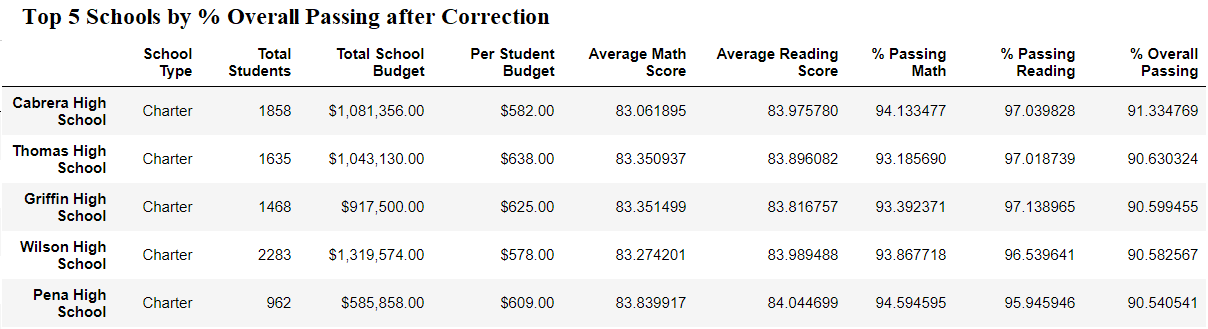 Top 5 Schools by % Overall Passing after Correction
School Type Total Students Total School Budget Per Student Budget Average Math Score Average Reading Score % Passing Math % Passing Reading % Overall Passing
Cabrera High School Charter 1858 $1,081,356.00 $582.00 83.061895 83.975780 94.133477 97.039828 91.334769
Thomas High School Charter 1635 $1,043,130.00 $638.00 83.350937 83.896082 93.185690 97.018739 90.630324
Griffin High School Charter 1468 $917,500.00 $625.00 83.351499 83.816757 93.392371 97.138965 90.599455
Wilson High School Charter 2283 $1,319,574.00 $578.00 83.274201 83.989488 93.867718 96.539641 90.582567
Pena High School Charter 962 $585,858.00 $609.00 83.839917 84.044699 94.594595 95.945946 90.540541